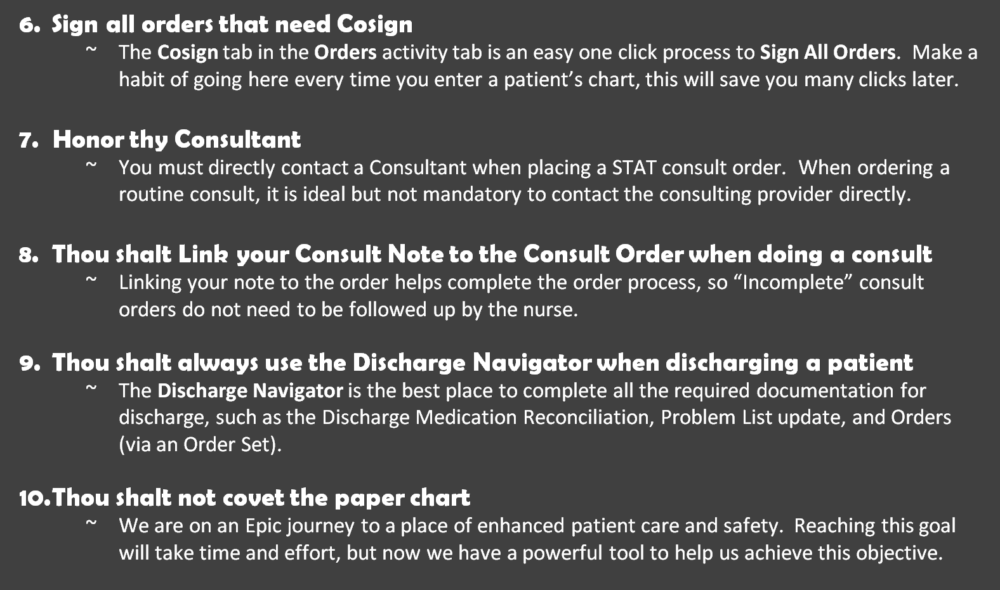 6. Sign all orders that need Cosign
~ The Cosign tab in the Orders activity tab is an easy one click process to Sign All Orders.  Make a
habit of going here every time you enter a patient’s chart, this will save you many clicks later.
7. Honor thy Consultant
~ You must directly contact a Consultant when placing a STAT consult order.  When ordering a
routine consult, it is ideal but not mandatory to contact the consulting provider directly.
8. Thou shalt Link your Consult Note to the Consult Order when doing a consult
~ Linking your note to the order helps complete the order process, so “Incomplete” consult
orders do not need to be followed up by the nurse.
9. Thou shalt always use the Discharge Navigator when discharging a patient
~ The Discharge Navigator is the best place to complete all the required documentation for
discharge, such as the Discharge Medication Reconciliation, Problem List update, and Orders
(via an Order Set).
10. Thou shalt not covet the paper chart
~ We are on an Epic journey to a place of enhanced patient care and safety.  Reaching this goal
will take time and effort, but now we have a powerful tool to help us achieve this objective.